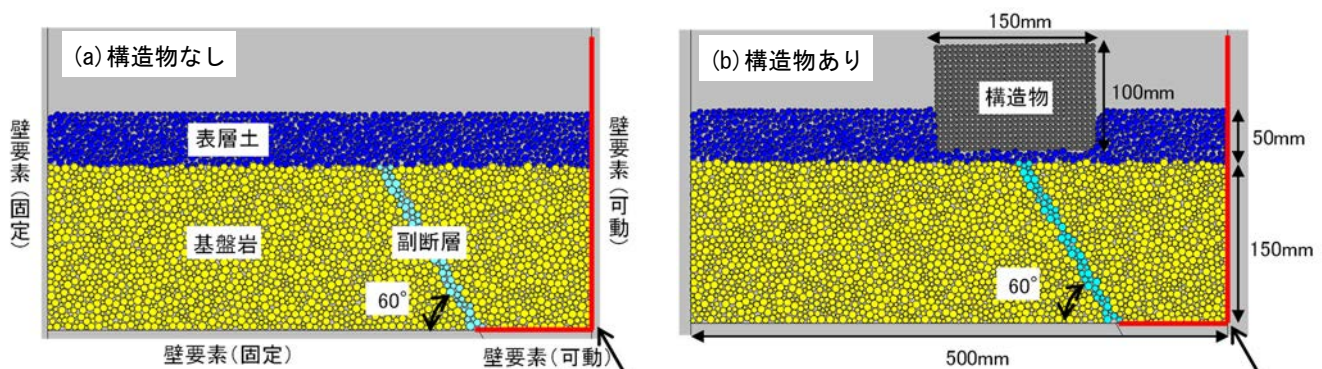 (a)構造物なし
表層土
基盤岩
副断層
60°
壁要素(固定)
壁要素(可動)
壁要素(固定)
壁要素(可動)
(b)構造物あり
150mm
構造物
100mm
50mm
150mm
60°
500mm